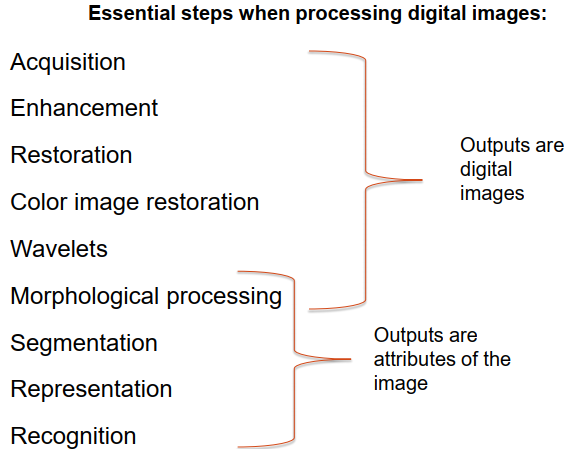 Essential steps when processing digital images:
Acquisition
Enhancement
Restoration
Color image restoration
Wavelets
Morphological processing
Segmentation
Representation
Recognition
Outputs are
digital
images
Outputs are
attributes of the
image